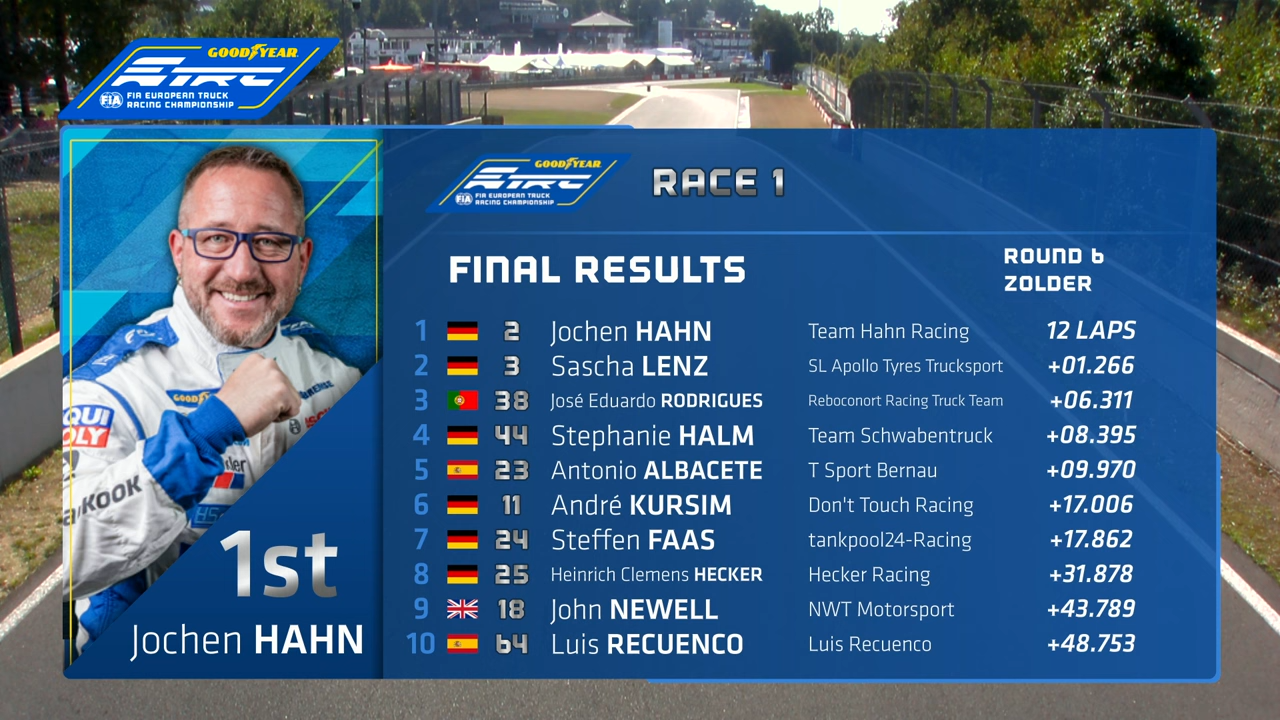 GOODYEAR
ETRC
FIA EUROPEAN TRUCK
RACING CHAMPIONSHIP
GOODYEAR
ETRC
FIA EUROPEAN TRUCK
RACING CHAMPIONSHIP
RACE 1
FINAL RESULTS
ROUND 6
ZOLDER
1 2 Jochen HAHN Team Hahn Racing 12 LAPS
2 3 Sascha LENZ SL Apollo Tyres Trucksport +01.266
3 38 José Eduardo RODRIGUES Reboconort Racing Truck Team +06.311
4 44 Stephanie HALM Team Schwabentruck +08.395
5 23 Antonio ALBACETE T Sport Bernau +09.970
6 11 André KURSIM Don't Touch Racing +17.006
7 24 Steffen FAAS tankpool24-Racing +17.862
8 25 Heinrich Clemens HECKER Hecker Racing +31.878
9 18 John NEWELL NWT Motorsport +43.789
10 64 Luis RECUENCO Luis Recuenco +48.753
1st
Jochen HAHN